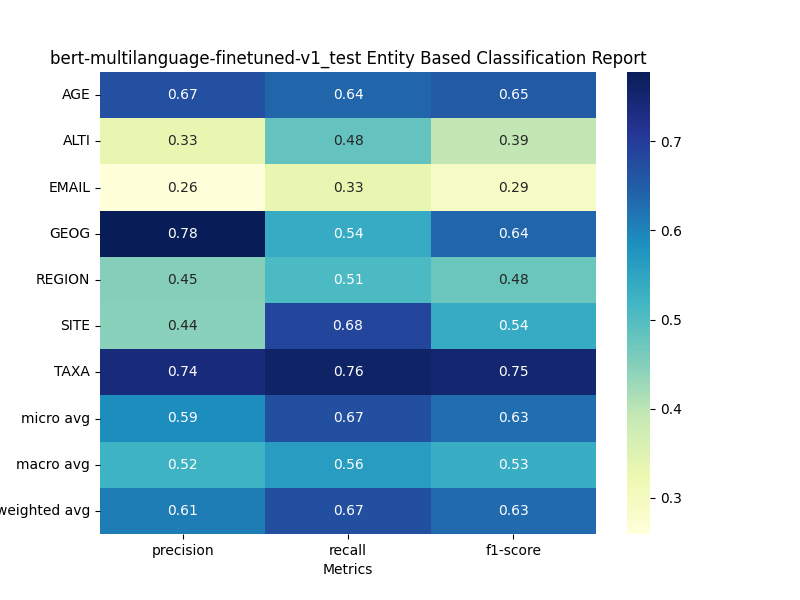 bert-multilanguage-finetuned-v1_test Entity Based Classification Report
AGE 0.67 0.64 0.65
ALTI 0.33 0.48 0.39
EMAIL 0.26 0.33 0.29
GEOG 0.78 0.54 0.64
REGION 0.45 0.51 0.48
SITE 0.44 0.68 0.54
TAXA 0.74 0.76 0.75
micro avg 0.59 0.67 0.63
macro avg 0.52 0.56 0.53
weighted avg 0.61 0.67 0.63
precision recall f1-score
Metrics
0.7
0.6
0.5
0.4
0.3